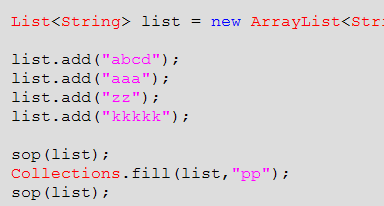 List<String> list = new ArrayList<Stri
list.add("abcd");
list.add("aaa");
list.add("zz");
list.add("kkkkk");
sop(list);
Collections.fill(list,"pp");
sop(list);